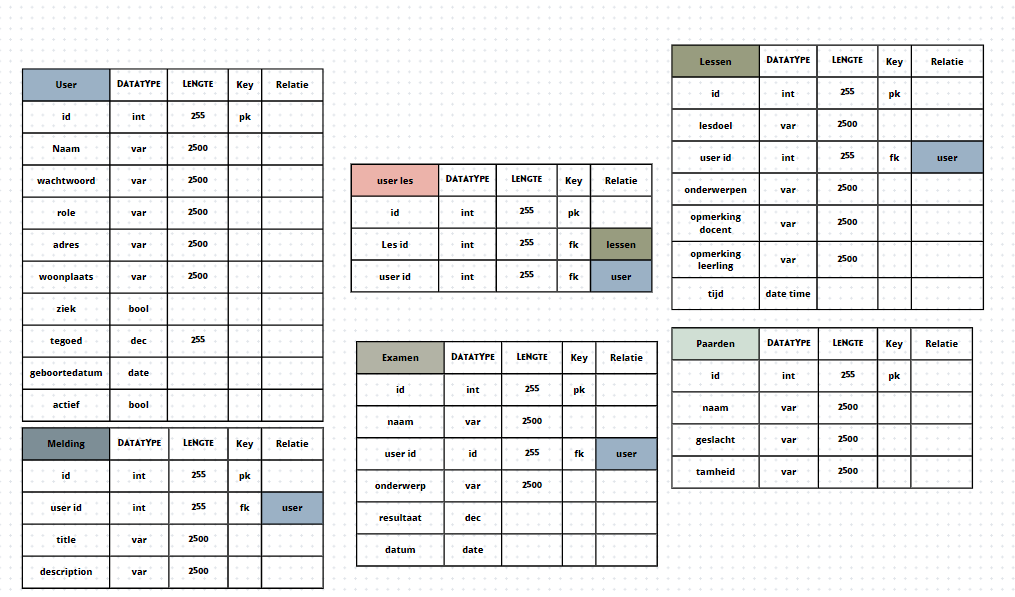 User DATATYPE LENGTE Key Relatie
id int 255 pk
Naam var 2500
wachtwoord var 2500
role var 2500
adres var 2500
woonplaats var 2500
ziek bool
tegoed dec 255
geboortedatum date
actief bool
Melding DATATYPE LENGTE Key Relatie
id int 255 pk
user id int 255 fk user
title var 2500
description var 2500
user les DATATYPE LENGTE Key Relatie
id int 255 pk
Les id int 255 fk lessen
user id int 255 fk user
Examen DATATYPE LENGTE Key Relatie
id int 255 pk
naam var 2500
user id id 255 fk user
onderwerp var 2500
resultaat dec
datum date
Lessen DATATYPE LENGTE Key Relatie
id int 255 pk
lesdoel var 2500
user id int 255 fk user
onderwerpen var 2500
opmerking
docent var 2500
opmerking
leerling var 2500
tijd date time
Paarden DATATYPE LENGTE Key Relatie
id int 255 pk
naam var 2500
geslacht var 2500
tamheid var 2500